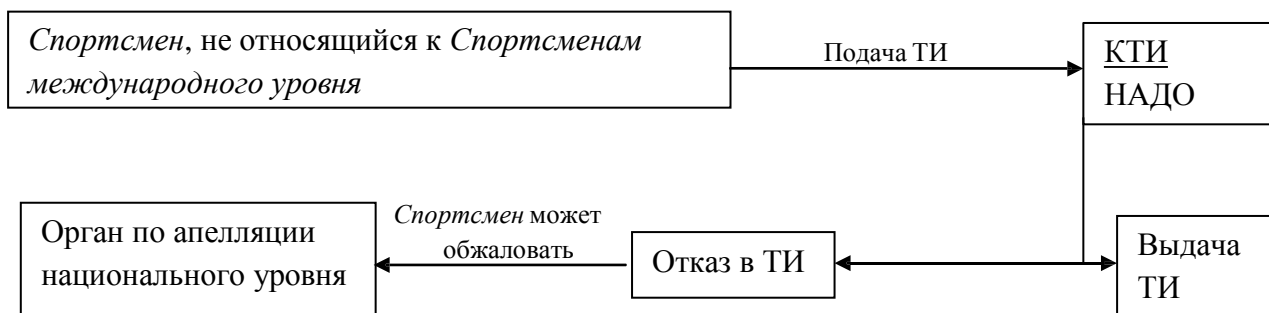 Спортсмен, не относящийся к Спортсменам
международного уровня
Подача ТИ
КТИ
НАДО
Орган по апелляции
национального уровня
Спортсмен может
обжаловать
Отказ в ТИ
Выдача
ТИ